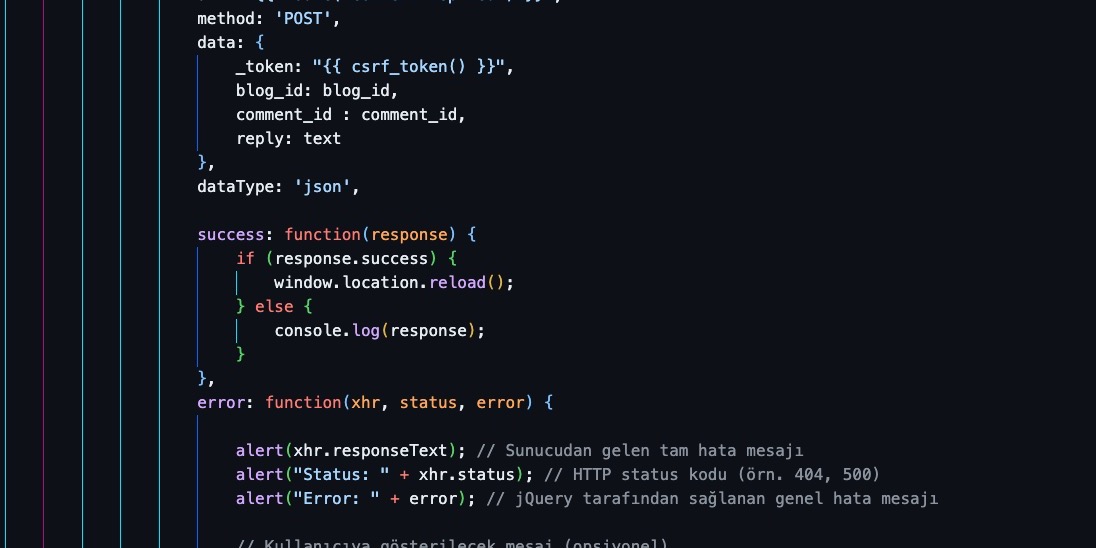 method: 'POST',
data: {
_token: "{{ csrf_token() }}",
blog_id: blog_id,
comment_id : comment_id,
reply: text
},
dataType: 'json',
success: function(response) {
if (response.success) {
window.location.reload();
} else {
console.log(response);
}
},
error: function(xhr, status, error) {
alert(xhr.responseText); // Sunucudan gelen tam hata mesajı
alert("Status: " + xhr.status); // HTTP status kodu (örn. 404, 500)
alert("Error: " + error); // jQuery tarafından sağlanan genel hata mesajı
// Kullanıcıya gösterilecek mesaj (opsiyonel)